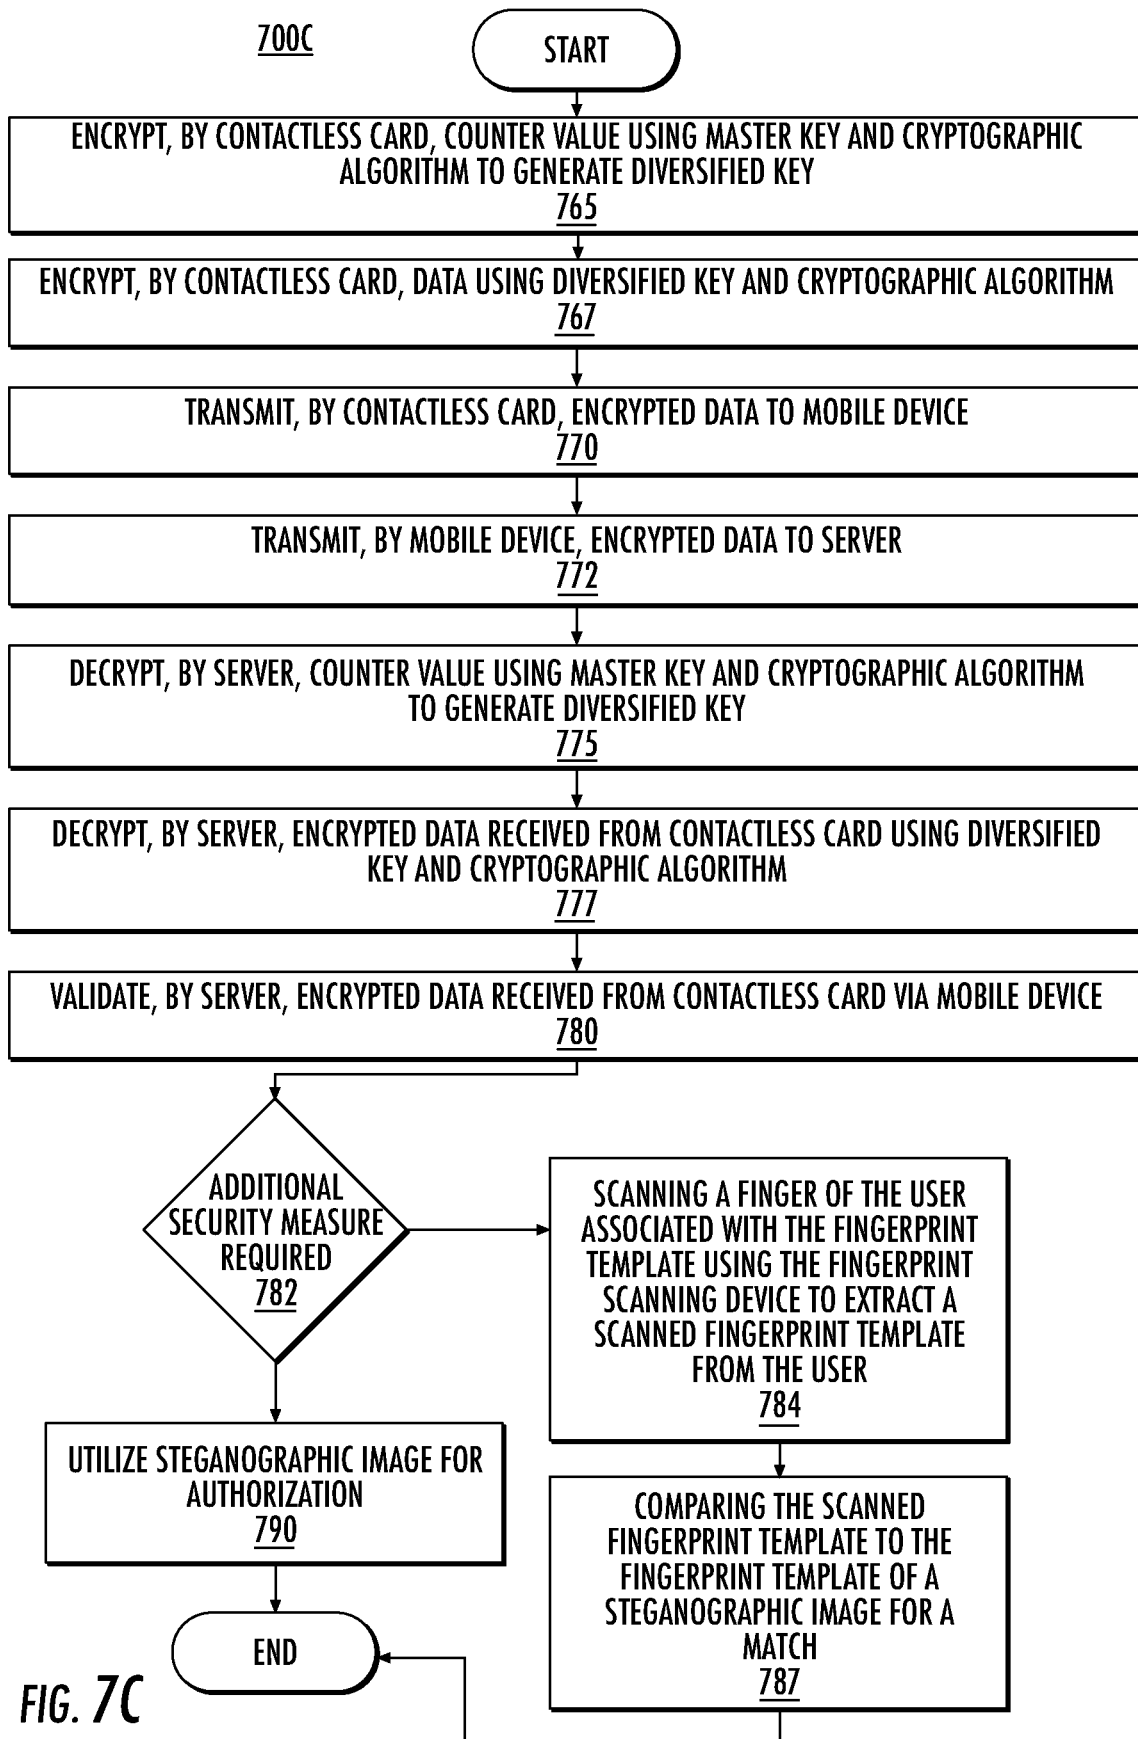 700C
START
ENCRYPT, BY CONTACTLESS CARD, COUNTER VALUE USING MASTER KEY AND CRYPTOGRAPHIC
ALGORITHM TO GENERATE DIVERSIFIED KEY
765
ENCRYPT, BY CONTACTLESS CARD, DATA USING DIVERSIFIED KEY AND CRYPTOGRAPHIC ALGORITHM
767
TRANSMIT, BY CONTACTLESS CARD, ENCRYPTED DATA TO MOBILE DEVICE
770
TRANSMIT, BY MOBILE DEVICE, ENCRYPTED DATA TO SERVER
772
DECRYPT, BY SERVER, COUNTER VALUE USING MASTER KEY AND CRYPTOGRAPHIC ALGORITHM
TO GENERATE DIVERSIFIED KEY
775
DECRYPT, BY SERVER, ENCRYPTED DATA RECEIVED FROM CONTACTLESS CARD USING DIVERSIFIED
KEY AND CRYPTOGRAPHIC ALGORITHM
777
VALIDATE, BY SERVER, ENCRYPTED DATA RECEIVED FROM CONTACTLESS CARD VIA MOBILE DEVICE
780
ADDITIONAL
SECURITY MEASURE
REQUIRED
782
SCANNING A FINGER OF THE USER
ASSOCIATED WITH THE FINGERPRINT
TEMPLATE USING THE FINGERPRINT
SCANNING DEVICE TO EXTRACT A
SCANNED FINGERPRINT TEMPLATE
FROM THE USER
784
UTILIZE STEGANOGRAPHIC IMAGE FOR
AUTHORIZATION
790
COMPARING THE SCANNED
FINGERPRINT TEMPLATE TO THE
FINGERPRINT TEMPLATE OF A
STEGANOGRAPHIC IMAGE FOR A
MATCH
787
END
FIG. 7C